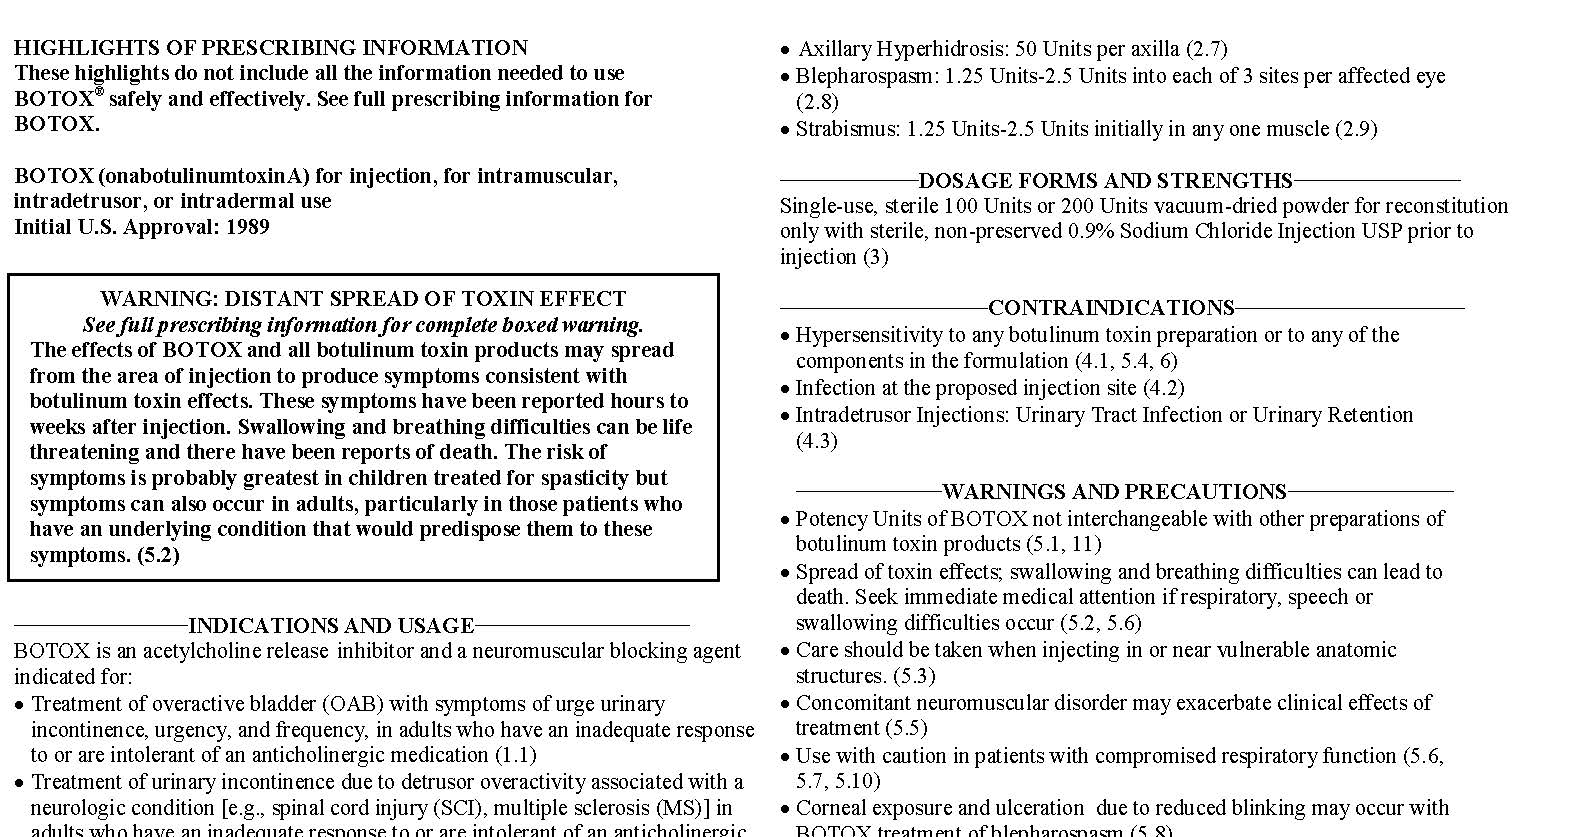 HIGHLIGHTS OF PRESCRIBING INFORMATION
These highlights do not include all the information needed to use
BOTOX® safely and effectively. See full prescribing information for
BOTOX.
BOTOX (onabotulinumtoxinA) for injection, for intramuscular,
intradetrusor, or intradermal use
Initial U.S. Approval: 1989
WARNING: DISTANT SPREAD OF TOXIN EFFECT
See full prescribing information for complete boxed warning.
The effects of BOTOX and all botulinum toxin products may spread
from the area of injection to produce symptoms consistent with
botulinum toxin effects. These symptoms have been reported hours to
weeks after injection. Swallowing and breathing difficulties can be life
threatening and there have been reports of death. The risk of
symptoms is probably greatest in children treated for spasticity but
symptoms can also occur in adults, particularly in those patients who
have an underlying condition that would predispose them to these
symptoms. (5.2)
INDICATIONS AND USAGE
BOTOX is an acetylcholine release inhibitor and a neuromuscular blocking agent
indicated for:
• Treatment of overactive bladder (OAB) with symptoms of urge urinary
incontinence, urgency, and frequency, in adults who have an inadequate response
to or are intolerant of an anticholinergic medication (1.1)
• Treatment of urinary incontinence due to detrusor overactivity associated with a
neurologic condition [e.g., spinal cord injury (SCI), multiple sclerosis (MS)] in
adults who have an inadequate response to or are intolerant of an anticholinergic
• Axillary Hyperhidrosis: 50 Units per axilla (2.7)
• Blepharospasm: 1.25 Units-2.5 Units into each of 3 sites per affected eye
(2.8)
• Strabismus: 1.25 Units-2.5 Units initially in any one muscle (2.9)
DOSAGE FORMS AND STRENGTHS
Single-use, sterile 100 Units or 200 Units vacuum-dried powder for reconstitution
only with sterile, non-preserved 0.9% Sodium Chloride Injection USP prior to
injection (3)
CONTRAINDICATIONS
• Hypersensitivity to any botulinum toxin preparation or to any of the
components in the formulation (4.1, 5.4, 6)
• Infection at the proposed injection site (4.2)
• Intradetrusor Injections: Urinary Tract Infection or Urinary Retention
(4.3)
WARNINGS AND PRECAUTIONS
• Potency Units of BOTOX not interchangeable with other preparations of
botulinum toxin products (5.1, 11)
• Spread of toxin effects; swallowing and breathing difficulties can lead to
death. Seek immediate medical attention if respiratory, speech or
swallowing difficulties occur (5.2, 5.6)
• Care should be taken when injecting in or near vulnerable anatomic
structures. (5.3)
• Concomitant neuromuscular disorder may exacerbate clinical effects of
treatment (5.5)
• Use with caution in patients with compromised respiratory function (5.6,
5.7, 5.10)
• Corneal exposure and ulceration due to reduced blinking may occur with
BOTOX treatment of blepharospasm (5.8)